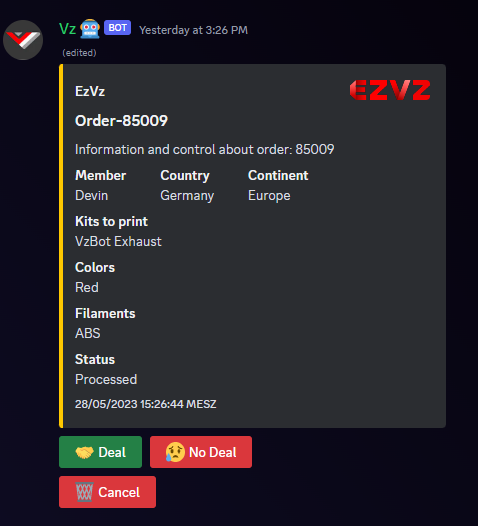 Vz BOT Yesterday at 3:26 PM
(edited)
EzVz
EZVZ
Order-85009
Information and control about order: 85009
Member Country Continent
Devin Germany Europe
Kits to print
VzBot Exhaust
Colors
Red
Filaments
ABS
Status
Processed
28/05/2023 15:26:44 MESZ
Deal No Deal
Cancel